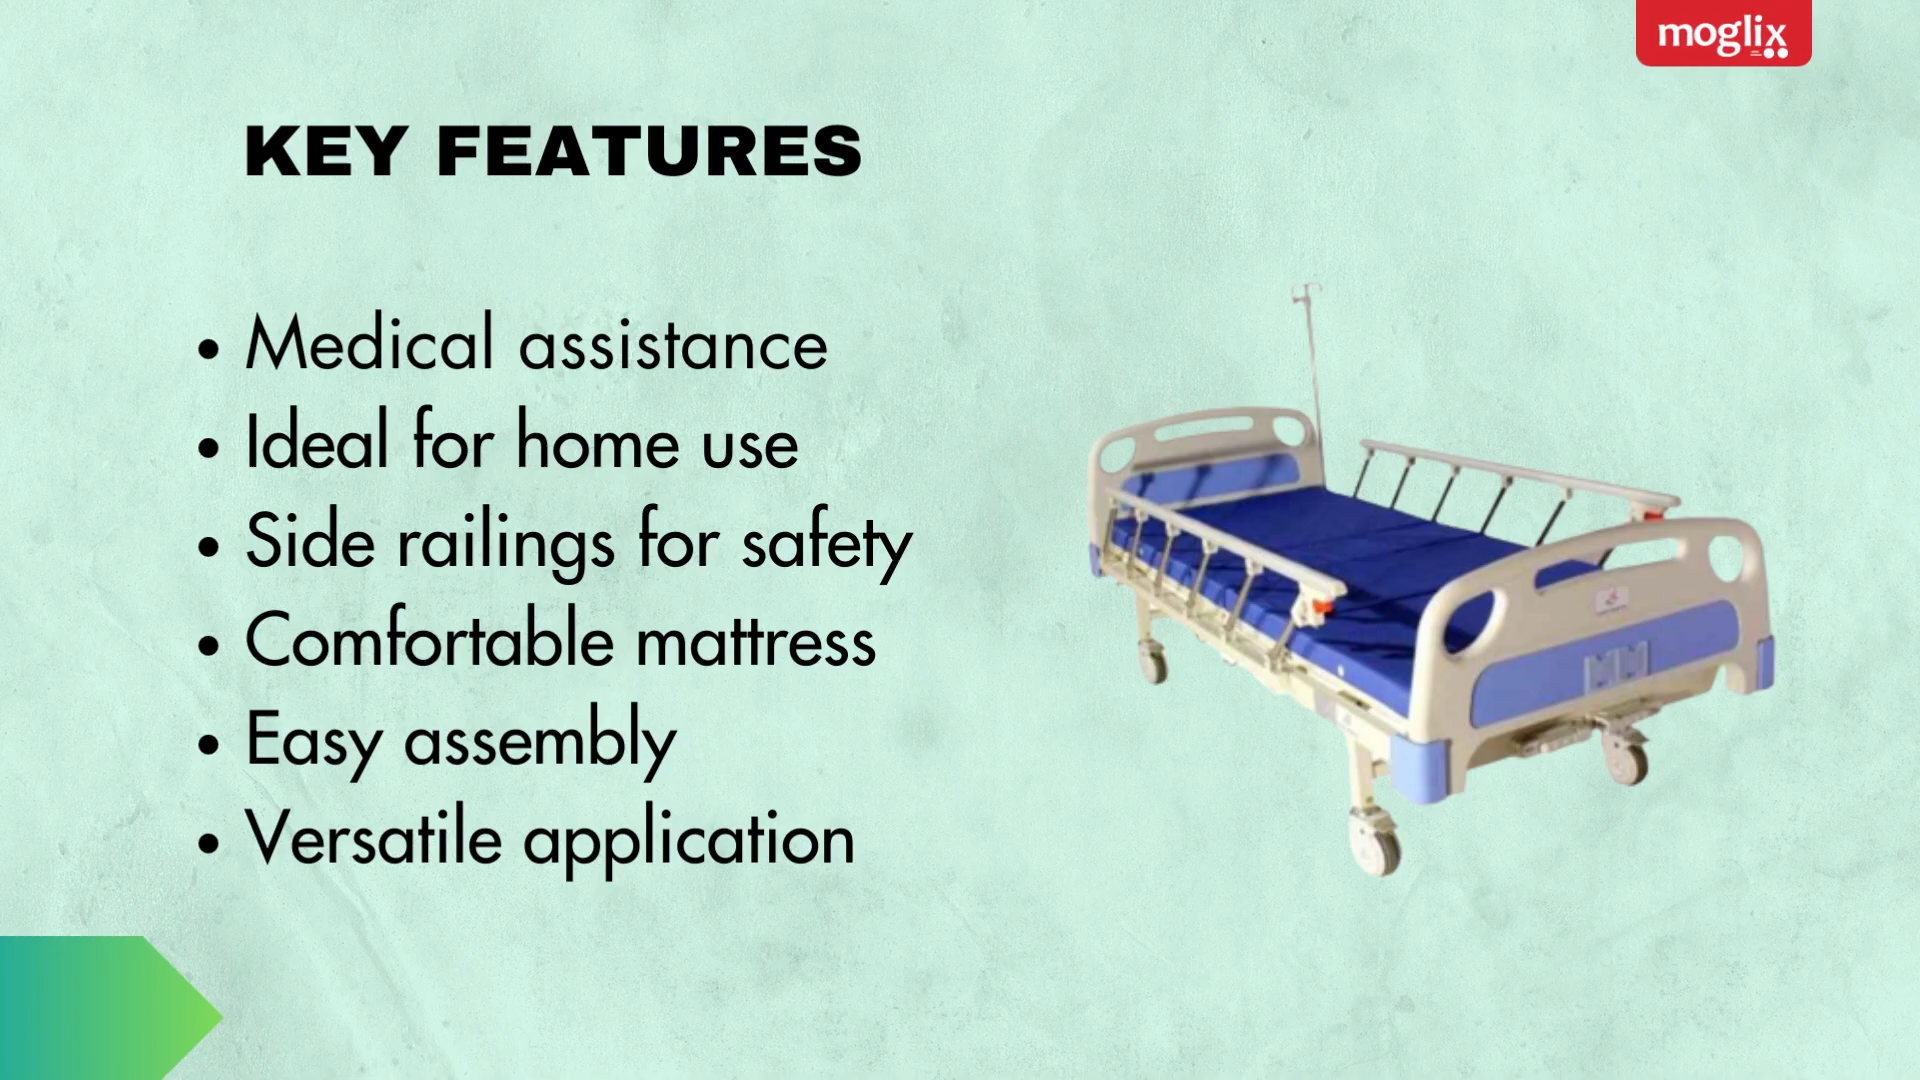 moglix
KEY FEATURES
• Medical assistance
• Ideal for home use
• Side railings for safety
• Comfortable mattress
• Easy assembly
• Versatile application